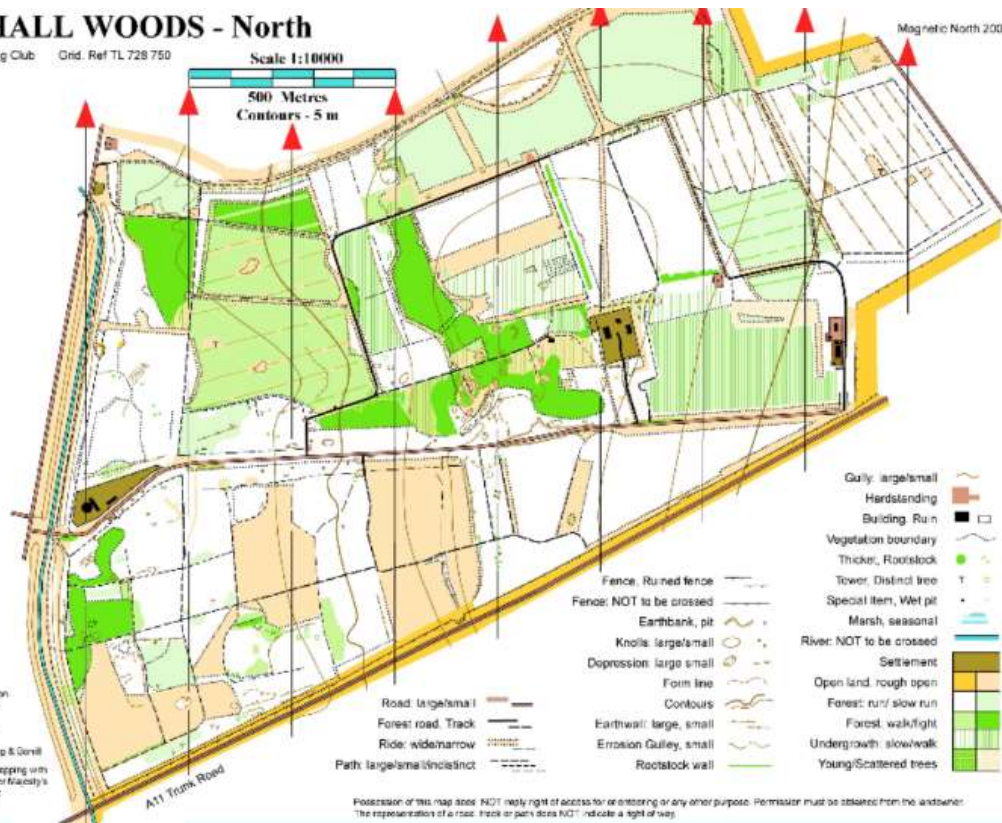 HALL WOODS - North
g Club Grid. Ref TL 728 750
Scale 1:10000
500 Metres
Contours - 5 m
Magnetic North 200
Gully: large/small
Hardstanding
Building. Ruin
Vegetation boundary
Thicket, Rootstock
Tower, Distinct tree
T
Special Item, Wet pit
Marsh, seasonal
River: NOT to be crossed
Settlement
Open land. rough open
Forest: run/ slow run
Forest. walk/fight
Undergrowth: slow/walk
Young/Scattered trees
Fence, Ruined fence
Fence: NOT to be crossed
Earthbank, pit
Knolls: large/small
Depression: large small
Form line
Contours
Earthwall: large, small
Errosion Gulley, small
Rootstock wall
Road: large/small
Forest road. Track
Ride: wide/narrow
Path: large/small/indistinct
T
A11 Trunk Road
apping with
er Majesty's
Possession of this map does NOT imply right of access for orienteering or any other purpose. Permission must be obtained from the landowner.
The representation of a road, track or path does NOT indicate a right of way.